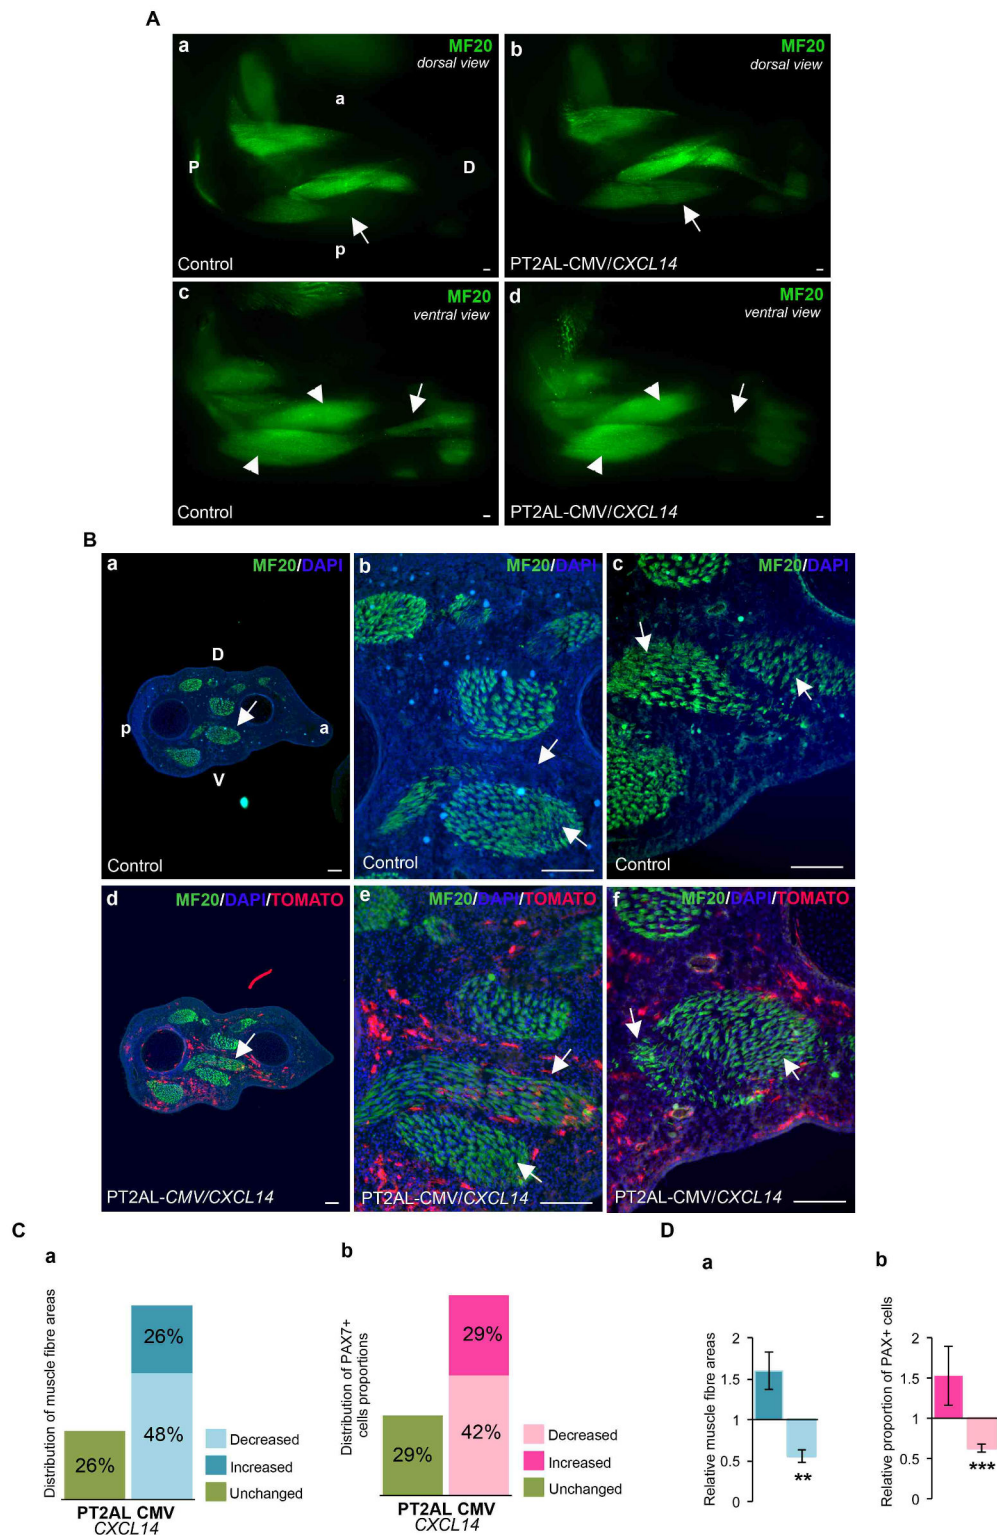 A
a
MF20
dorsal view
a
P
D
p
Control
b
MF20
dorsal view
PT2AL-CMV/CXCL14
c
MF20
ventral view
Control
d
MF20
ventral view
PT2AL-CMV/CXCL14
B
a
MF20/DAPI
D
p
a
V
Control
b
MF20/DAPI
Control
c
MF20/DAPI
Control
d
MF20/DAPI/TOMATO
PT2AL-CMV/CXCL14
e
MF20/DAPI/TOMATO
PT2AL-CMV/CXCL14
f
MF20/DAPI/TOMATO
PT2AL-CMV/CXCL14
C
a
Distribution of muscle fibre areas
26%
26%
48%
Decreased
Increased
Unchanged
PT2AL CMV
CXCL14
b
Distribution of PAX7+
cells proportions
29%
29%
42%
Decreased
Increased
Unchanged
PT2AL CMV
CXCL14
D
a
Relative muscle fibre areas
2
1.5
1
0.5
0
**
b
Relative proportion of PAX+ cells
2
1.5
1
0.5
0
***